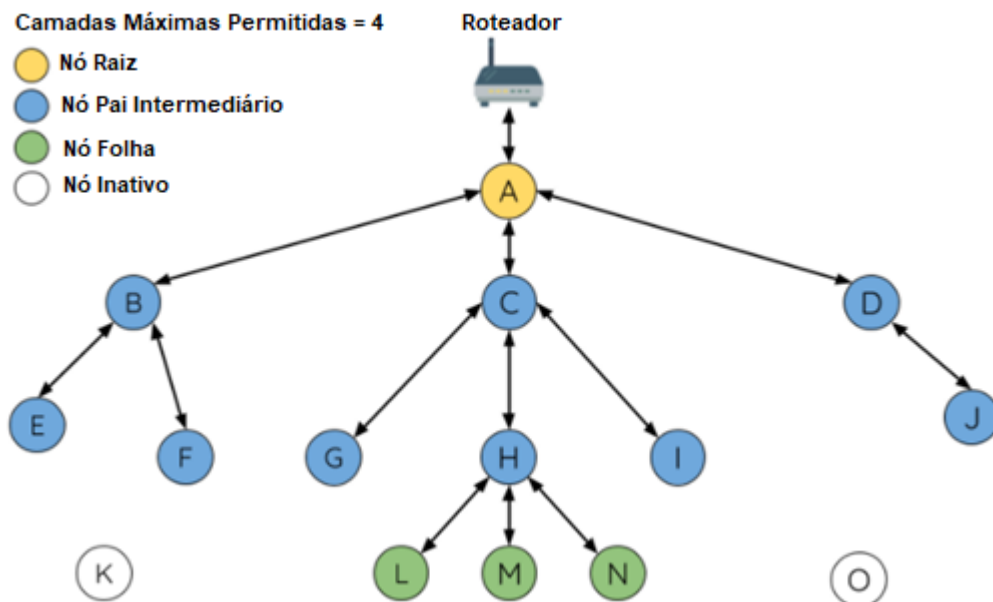 Camadas Máximas Permitidas = 4
Roteador
Nó Raiz
Nó Pai Intermediário
Nó Folha
Nó Inativo
A
B
C
D
E
F
G
H
I
J
K
L
M
N
O